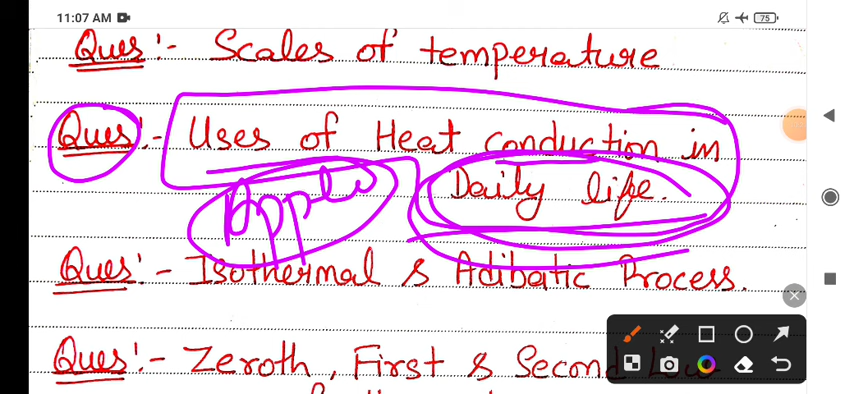 11:07 AM
75
Ques:- Scales of temperature
Ques:- Uses of Heat conduction in
Daily life.
Ques:- Isothermal & Adibatic Process.
Ques:- Zeroth, First & Second